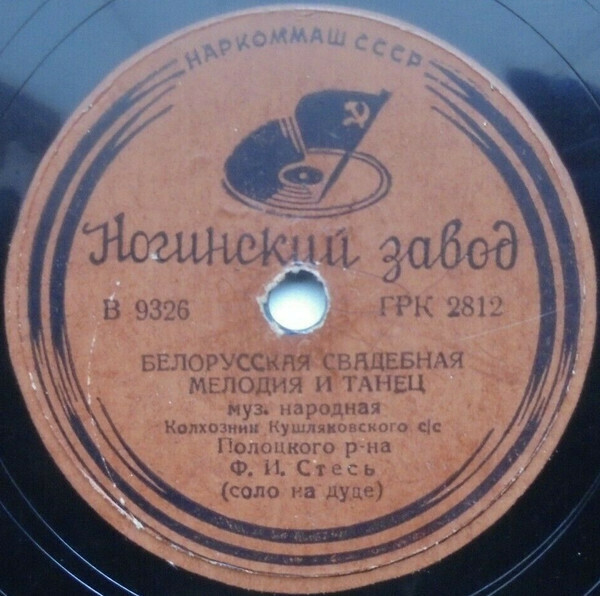 НАРКОММАШ СССР
Ногинский завод
В 9326 ГРК 2812
БЕЛОРУССКАЯ СВАДЕБНАЯ
МЕЛОДИЯ И ТАНЕЦ
муз. народная
Колхозник Кушляковского с/с
Полоцкого р-на
Ф. И. Стесь
(соло на дуде)